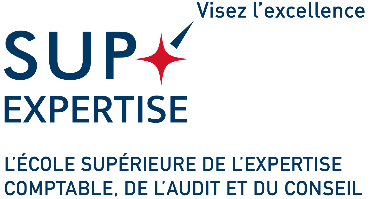 Visez l'excellence
SUP
EXPERTISE
L'ÉCOLE SUPÉRIEURE DE L'EXPERTISE
COMPTABLE, DE L'AUDIT ET DU CONSEIL